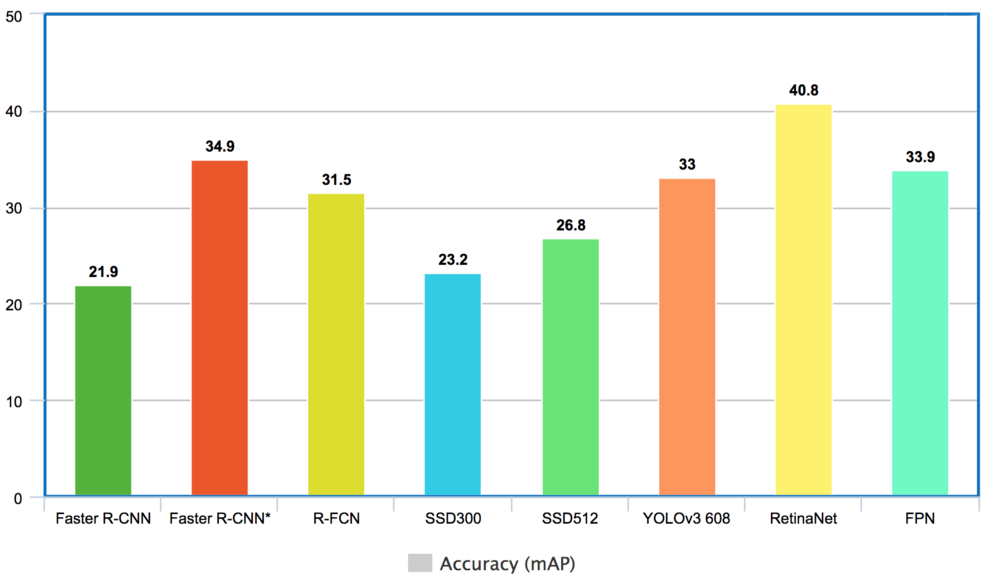 50
40
30
20
10
0
21.9
34.9
31.5
23.2
26.8
33
40.8
33.9
Faster R-CNN
Faster R-CNN*
R-FCN
SSD300
SSD512
YOLOv3 608
RetinaNet
FPN
Accuracy (mAP)